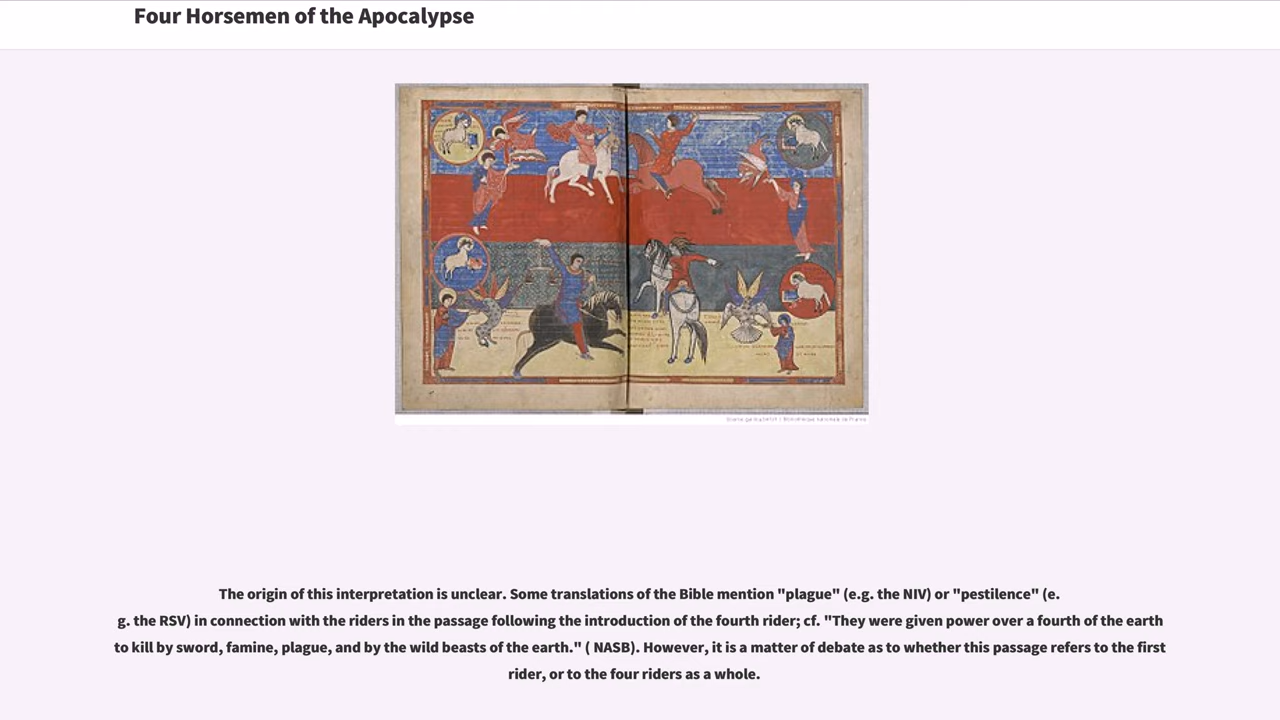 Four Horsemen of the Apocalypse
The origin of this interpretation is unclear. Some translations of the Bible mention "plague" (e.g. the NIV) or "pestilence" (e.
g. the RSV) in connection with the riders in the passage following the introduction of the fourth rider; cf. "They were given power over a fourth of the earth
to kill by sword, famine, plague, and by the wild beasts of the earth." ( NASB). However, it is a matter of debate as to whether this passage refers to the first
rider, or to the four riders as a whole.